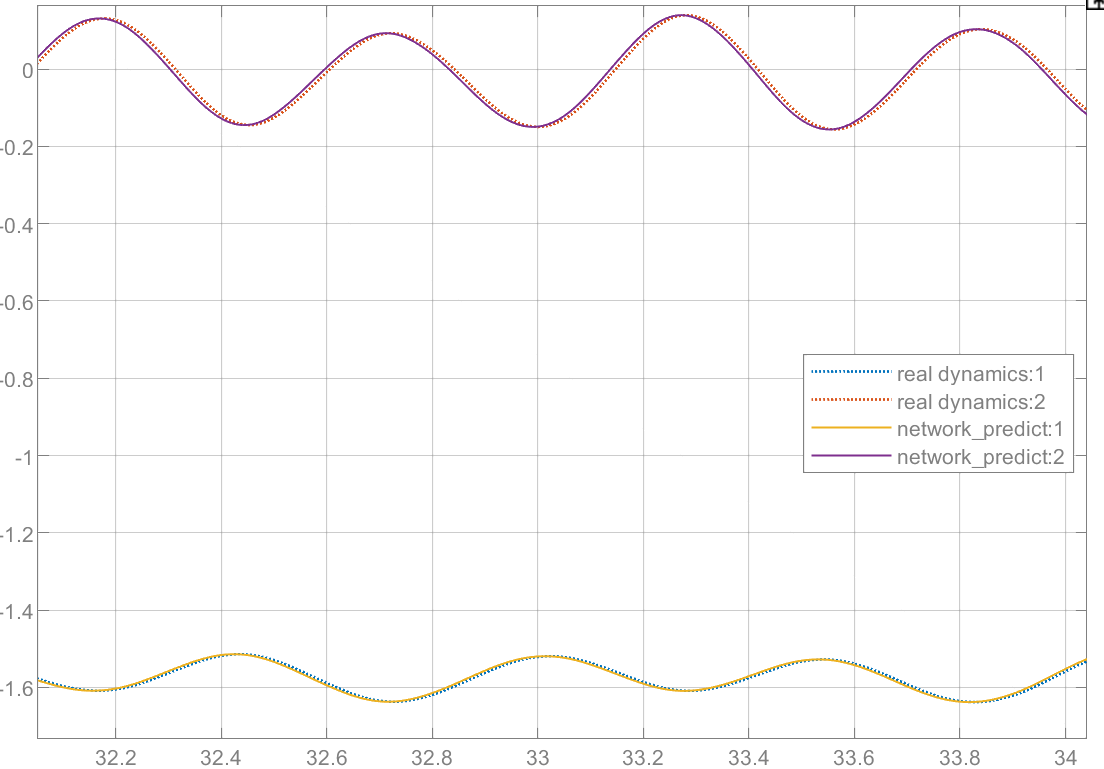 0
-0.2
-0.4
-0.6
-0.8
-1
-1.2
-1.4
-1.6
real dynamics:1
real dynamics:2
network_predict:1
network_predict:2
32.2 32.4 32.6 32.8 33 33.2 33.4 33.6 33.8 34